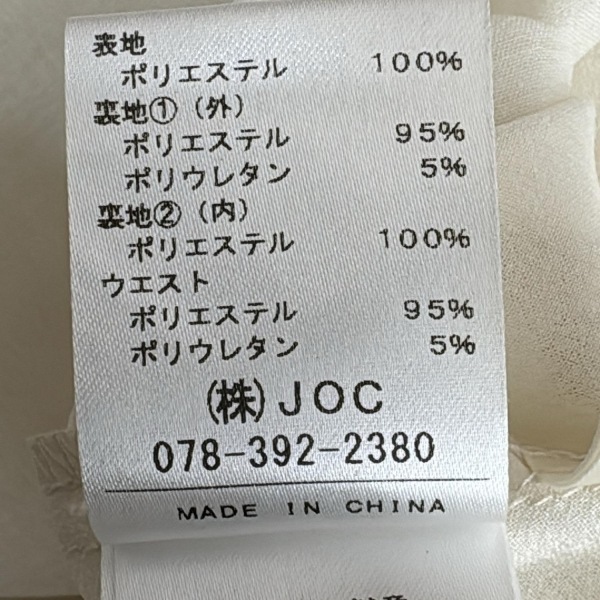 表地
ポリエステル 100%
裏地①(外)
ポリエステル 95%
ポリウレタン 5%
裏地②(内)
ポリエステル 100%
ウエスト
ポリエステル 95%
ポリウレタン 5%
(株)JOC
078-392-2380
MADE IN CHINA